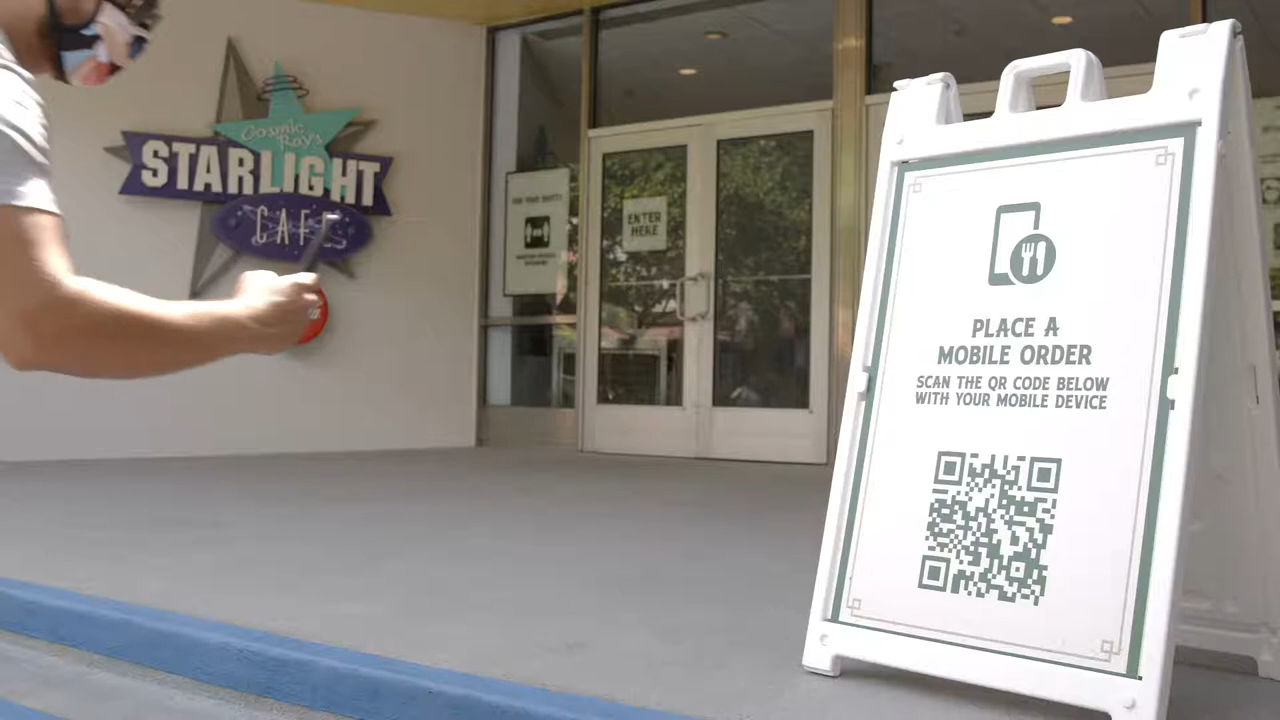 Cosmic
Ray's
STARLIGHT
CAFE
ENTER
HERE
PLACE A
MOBILE ORDER
SCAN THE QR CODE BELOW
WITH YOUR MOBILE DEVICE